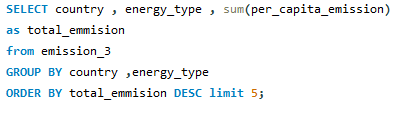 SELECT country , energy_type , sum(per_capita_emission)
as total_emmision
from emission_3
GROUP BY country ,energy_type
ORDER BY total_emmision DESC limit 5;